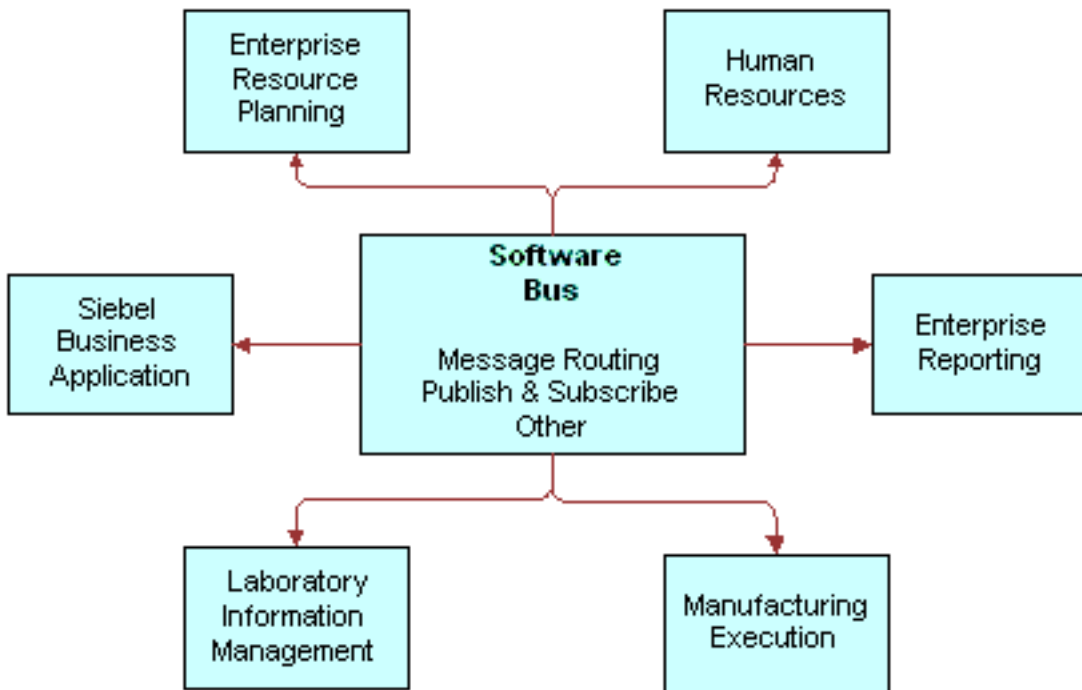 Enterprise
Resource
Planning
Human
Resources
Software
Bus
Message Routing
Publish & Subscribe
Other
Siebel
Business
Application
Enterprise
Reporting
Laboratory
Information
Management
Manufacturing
Execution